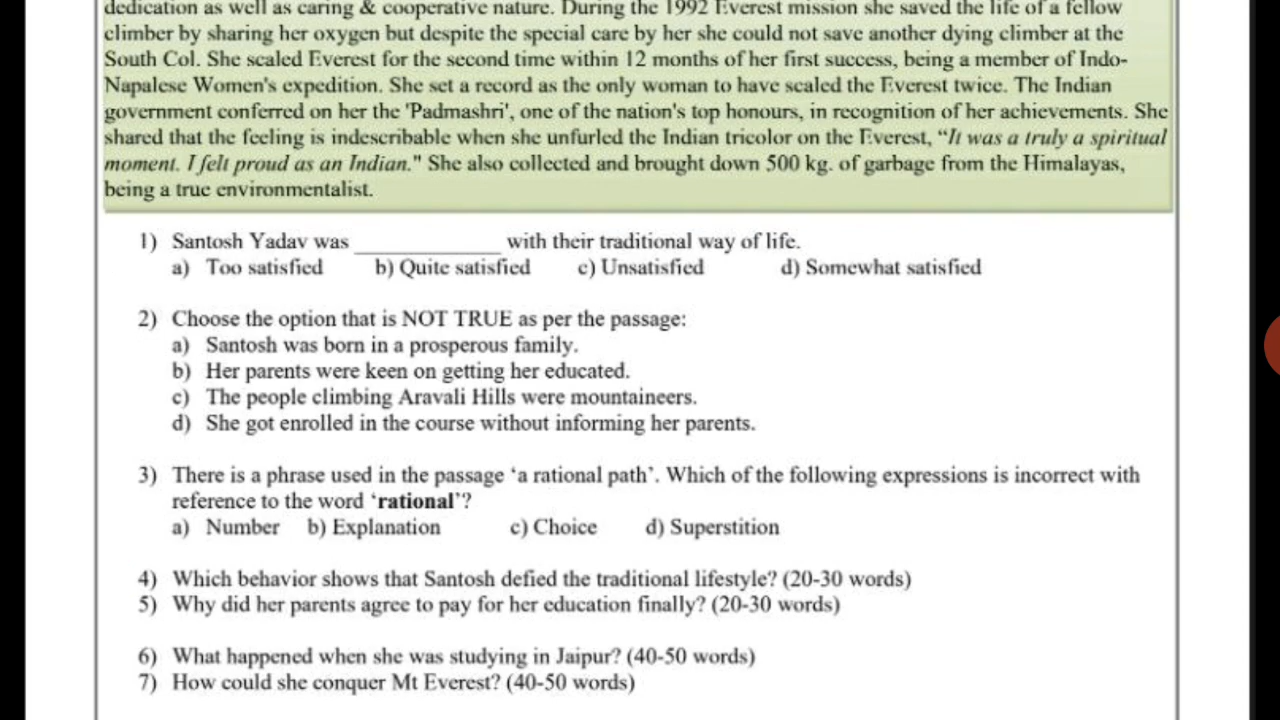 dedication as well as caring & cooperative nature. During the 1992 Everest mission she saved the life of a fellow
climber by sharing her oxygen but despite the special care by her she could not save another dying climber at the
South Col. She scaled Everest for the second time within 12 months of her first success, being a member of Indo-
Napalese Women's expedition. She set a record as the only woman to have scaled the Everest twice. The Indian
government conferred on her the 'Padmashri', one of the nation's top honours, in recognition of her achievements. She
shared that the feeling is indescribable when she unfurled the Indian tricolor on the Everest, “It was a truly a spiritual
moment. I felt proud as an Indian." She also collected and brought down 500 kg. of garbage from the Himalayas,
being a true environmentalist.
1) Santosh Yadav was ____________ with their traditional way of life.
a) Too satisfied b) Quite satisfied c) Unsatisfied d) Somewhat satisfied
2) Choose the option that is NOT TRUE as per the passage:
a) Santosh was born in a prosperous family.
b) Her parents were keen on getting her educated.
c) The people climbing Aravali Hills were mountaineers.
d) She got enrolled in the course without informing her parents.
3) There is a phrase used in the passage ‘a rational path’. Which of the following expressions is incorrect with
reference to the word ‘rational’?
a) Number b) Explanation c) Choice d) Superstition
4) Which behavior shows that Santosh defied the traditional lifestyle? (20-30 words)
5) Why did her parents agree to pay for her education finally? (20-30 words)
6) What happened when she was studying in Jaipur? (40-50 words)
7) How could she conquer Mt Everest? (40-50 words)